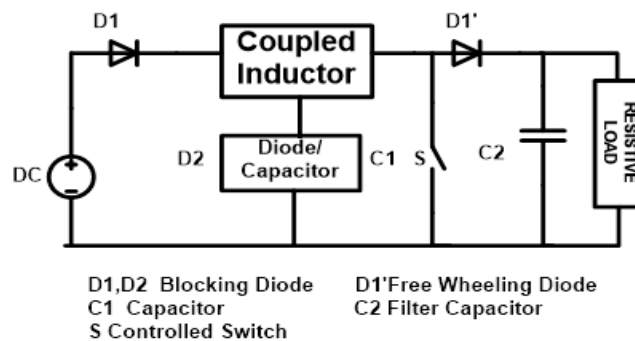 D1
D1'
Coupled
Inductor
DC
D2
Diode/
Capacitor
C1
S
C2
RESISTIVE
LOAD
D1,D2 Blocking Diode
D1'Free Wheeling Diode
C1 Capacitor
C2 Filter Capacitor
S Controlled Switch